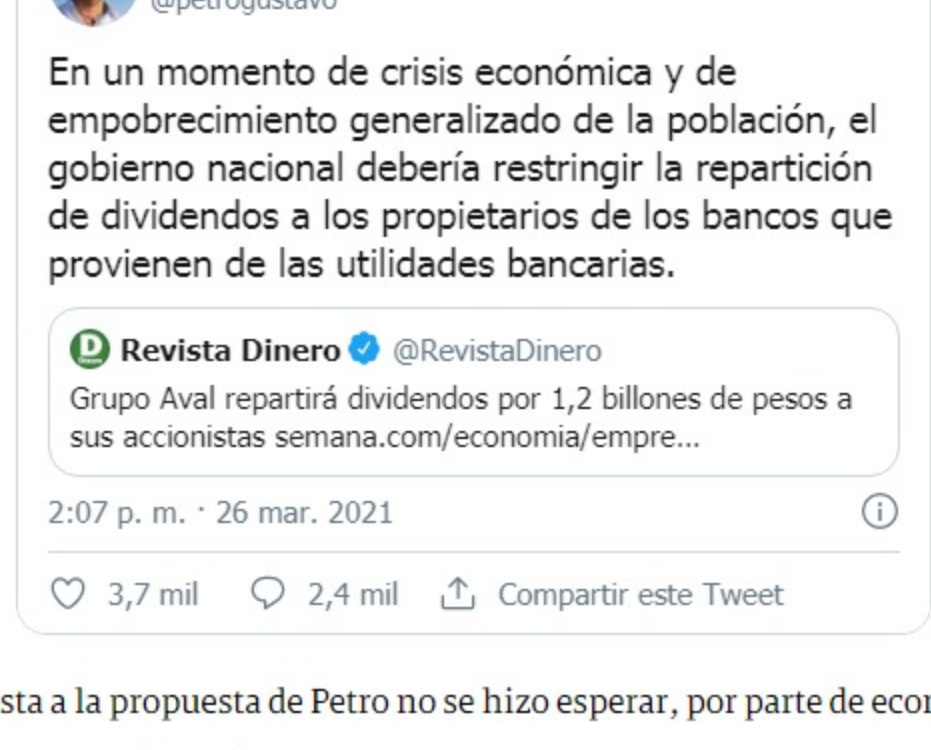 @petrogustavo
En un momento de crisis económica y de
empobrecimiento generalizado de la población, el
gobierno nacional debería restringir la repartición
de dividendos a los propietarios de los bancos que
provienen de las utilidades bancarias.
Revista Dinero @RevistaDinero
Grupo Aval repartirá dividendos por 1,2 billones de pesos a
sus accionistas semana.com/economia/empre...
2:07 p. m. · 26 mar. 2021
3,7 mil 2,4 mil Compartir este Tweet
sta a la propuesta de Petro no se hizo esperar, por parte de